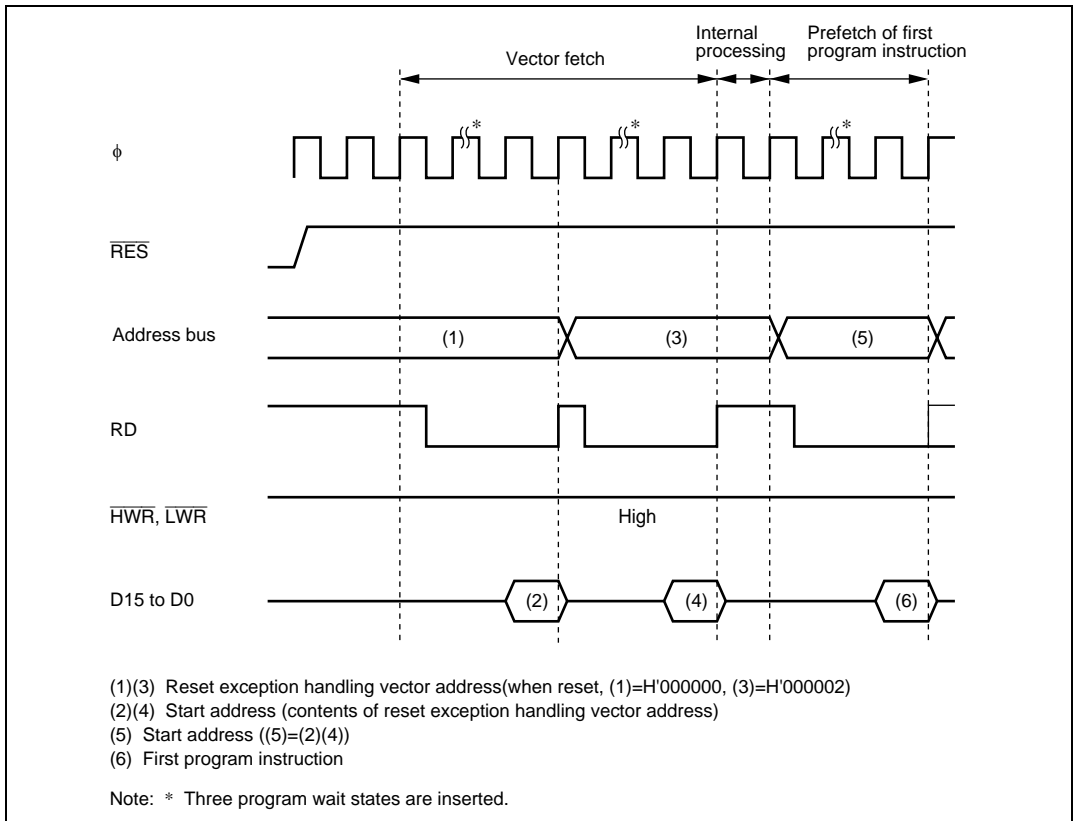 Vector fetch
Internal
processing
Prefetch of first
program instruction
ϕ
*
*
*
RES
Address bus
(1)
(3)
(5)
RD
HWR, LWR
High
D15 to D0
(2)
(4)
(6)
(1)(3) Reset exception handling vector address(when reset, (1)=H'000000, (3)=H'000002)
(2)(4) Start address (contents of reset exception handling vector address)
(5) Start address ((5)=(2)(4))
(6) First program instruction
Note: * Three program wait states are inserted.